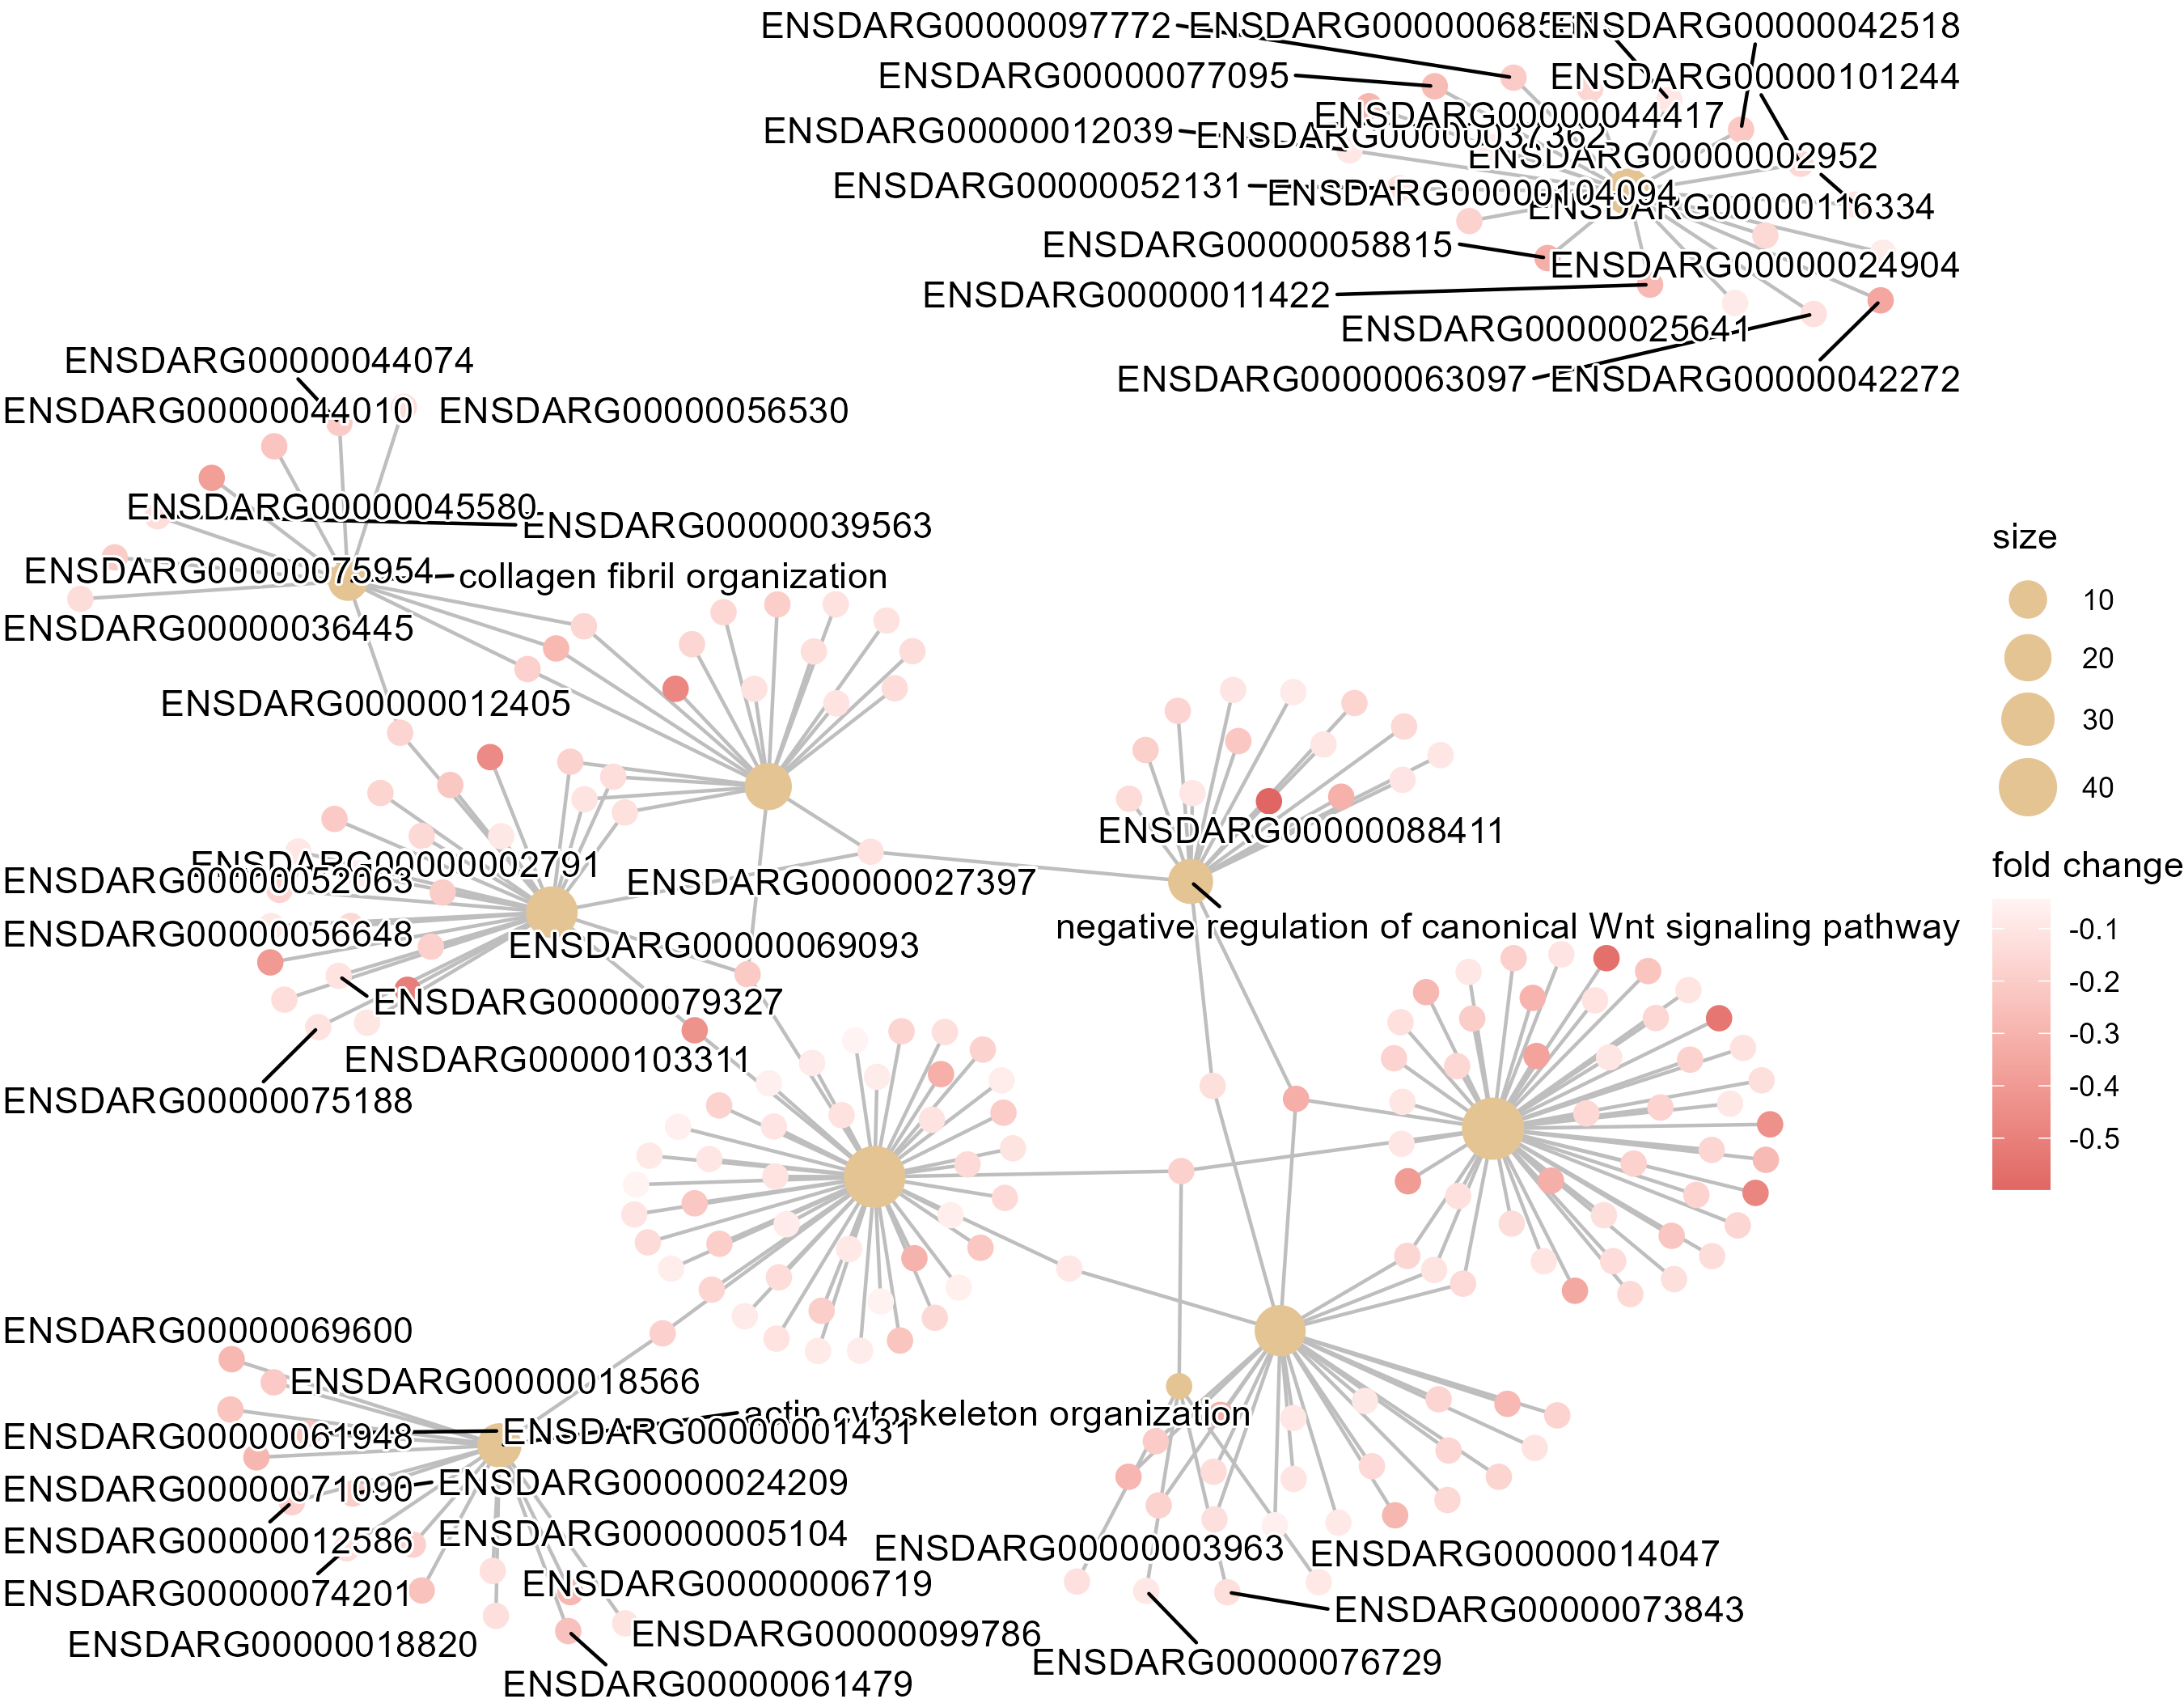 ENSDARG00000097772
ENSDARG00000042518
ENSDARG00000077095
ENSDARG00000101244
ENSDARG00000044417
ENSDARG00000012039
ENSDARG00000002952
ENSDARG00000052131
ENSDARG00000104094
ENSDARG00000116334
ENSDARG00000058815
ENSDARG00000024904
ENSDARG00000011422
ENSDARG00000025641
ENSDARG00000063097
ENSDARG00000042272
ENSDARG00000044074
ENSDARG00000044010
ENSDARG00000056530
ENSDARG00000045580
ENSDARG00000039563
ENSDARG00000075954
collagen fibril organization
ENSDARG00000036445
ENSDARG00000012405
ENSDARG00000088411
ENSDARG00000002791
ENSDARG00000052063
ENSDARG00000027397
negative regulation of canonical Wnt signaling pathway
ENSDARG00000056648
ENSDARG00000069093
ENSDARG00000079327
ENSDARG00000103311
ENSDARG00000075188
ENSDARG00000069600
ENSDARG00000018566
actin cytoskeleton organization
ENSDARG00000061948
ENSDARG00000001431
ENSDARG00000071090
ENSDARG00000024209
ENSDARG00000012586
ENSDARG00000005104
ENSDARG00000003963
ENSDARG00000014047
ENSDARG00000074201
ENSDARG00000006719
ENSDARG00000073843
ENSDARG00000018820
ENSDARG00000099786
ENSDARG00000076729
ENSDARG00000061479
size
10
20
30
40
fold change
-0.1
-0.2
-0.3
-0.4
-0.5